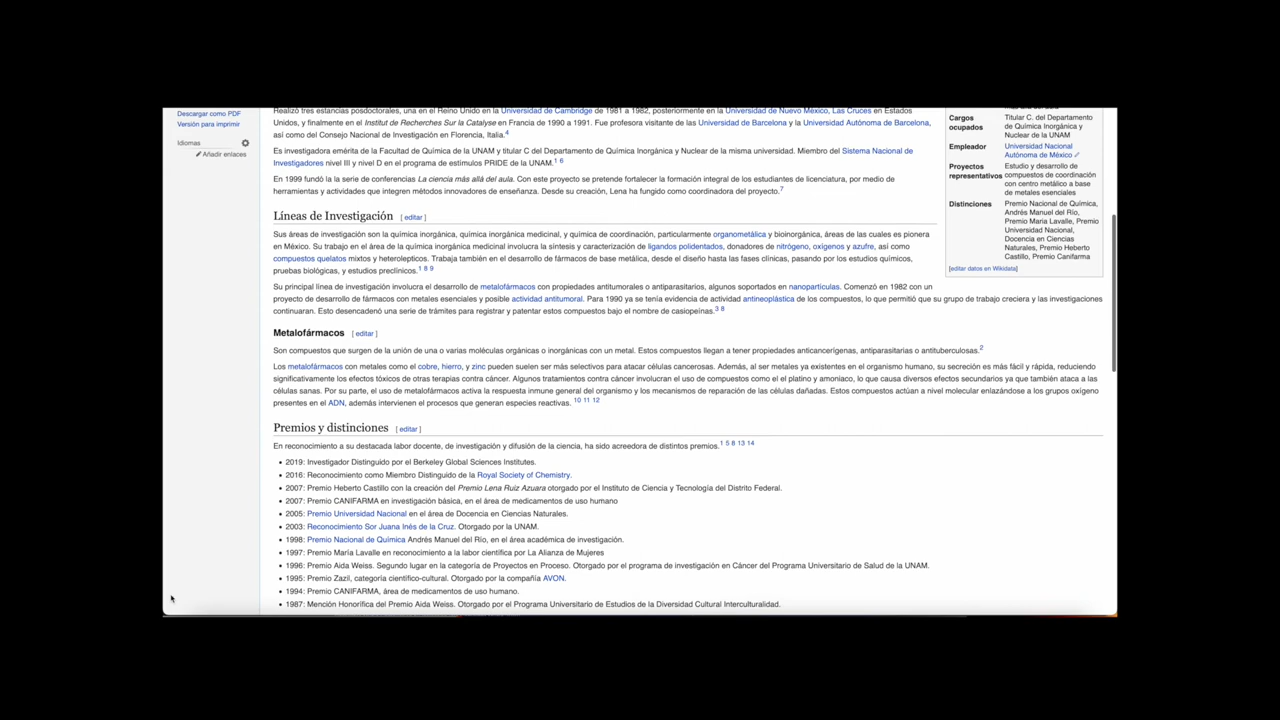 Descargar como PDF
Versión para imprimir
Idiomas
Añadir enlaces
Realizó tres estancias posdoctorales, una en el Reino Unido en la Universidad de Cambridge de 1981 a 1982, posteriormente en la Universidad de Nuevo México, Las Cruces en Estados
Unidos, y finalmente en el Institut de Recherches Sur la Catalyse en Francia de 1990 a 1991. Fue profesora visitante de las Universidad de Barcelona y la Universidad Autónoma de Barcelona,
así como del Consejo Nacional de Investigación en Florencia, Italia.4
Es investigadora emérita de la Facultad de Química de la UNAM y titular C del Departamento de Química Inorgánica y Nuclear de la misma universidad. Miembro del Sistema Nacional de
Investigadores nivel III y nivel D en el programa de estímulos PRIDE de la UNAM.1 6
En 1999 fundó la serie de conferencias La ciencia más allá del aula. Con este proyecto se pretende fortalecer la formación integral de los estudiantes de licenciatura, por medio de
herramientas y actividades que integren métodos innovadores de enseñanza. Desde su creación, Lena ha fungido como coordinadora del proyecto.7
Líneas de Investigación [ editar ]
Sus áreas de investigación son la química inorgánica, química inorgánica medicinal, y química de coordinación, particularmente organometálica y bioinorgánica, áreas de las cuales es pionera
en México. Su trabajo en el área de la química inorgánica medicinal involucra la síntesis y caracterización de ligandos polidentados, donadores de nitrógeno, oxígenos y azufre, así como
compuestos quelatos mixtos y heterolepticos. Trabaja también en el desarrollo de fármacos de base metálica, desde el diseño hasta las fases clínicas, pasando por los estudios químicos,
pruebas biológicas, y estudios preclínicos.1 8 9
Su principal línea de investigación involucra el desarrollo de metalofármacos con propiedades antitumorales o antiparasitarios, algunos soportados en nanopartículas. Comenzó en 1982 con un
proyecto de desarrollo de fármacos con metales esenciales y posible actividad antitumoral. Para 1990 ya se tenía evidencia de actividad antineoplástica de los compuestos, lo que permitió que su grupo de trabajo creciera y las investigaciones
continuaran. Esto desencadenó una serie de trámites para registrar y patentar estos compuestos bajo el nombre de casiopeínas.3 8
Metalofármacos [ editar ]
Son compuestos que surgen de la unión de una o varias moléculas orgánicas o inorgánicas con un metal. Estos compuestos llegan a tener propiedades anticancerígenas, antiparasitarias o antituberculosas.2
Los metalofármacos con metales como el cobre, hierro, y zinc pueden suelen ser más selectivos para atacar células cancerosas. Además, al ser metales ya existentes en el organismo humano, su secreción es más fácil y rápida, reduciendo
significativamente los efectos tóxicos de otras terapias contra cáncer. Algunos tratamientos contra cáncer involucran el uso de compuestos como el el platino y amoniaco, lo que causa diversos efectos secundarios ya que también ataca a las
células sanas. Por su parte, el uso de metalofármacos activa la respuesta inmune general del organismo y los mecanismos de reparación de las células dañadas. Estos compuestos actúan a nivel molecular enlazándose a los grupos oxígeno
presentes en el ADN, además intervienen el procesos que generan especies reactivas. 10 11 12
Premios y distinciones [ editar ]
En reconocimiento a su destacada labor docente, de investigación y difusión de la ciencia, ha sido acreedora de distintos premios.1 5 8 13 14
• 2019: Investigador Distinguido por el Berkeley Global Sciences Institutes.
• 2016: Reconocimiento como Miembro Distinguido de la Royal Society of Chemistry.
• 2007: Premio Heberto Castillo con la creación del Premio Lena Ruiz Azuara otorgado por el Instituto de Ciencia y Tecnología del Distrito Federal.
• 2007: Premio CANIFARMA en investigación básica, en el área de medicamentos de uso humano
• 2005: Premio Universidad Nacional en el área de Docencia en Ciencias Naturales.
• 2003: Reconocimiento Sor Juana Inés de la Cruz. Otorgado por la UNAM.
• 1998: Premio Nacional de Química Andrés Manuel del Río, en el área académica de investigación.
• 1997: Premio María Lavalle en reconocimiento a la labor científica por La Alianza de Mujeres
• 1996: Premio Aida Weiss. Segundo lugar en la categoría de Proyectos en Proceso. Otorgado por el programa de investigación en Cáncer del Programa Universitario de Salud de la UNAM.
• 1995: Premio Zazil, categoría científico-cultural. Otorgado por la compañía AVON.
• 1994: Premio CANIFARMA, área de medicamentos de uso humano.
• 1987: Mención Honorífica del Premio Aida Weiss. Otorgado por el Programa Universitario de Estudios de la Diversidad Cultural Interculturalidad.
Cargos ocupados
Titular C. del Departamento
de Química Inorgánica y
Nuclear de la UNAM
Empleador
Universidad Nacional
Autónoma de México
Proyectos representativos
Estudio y desarrollo de
compuestos de coordinación
con centro metálico a base
de metales esenciales
Distinciones
Premio Nacional de Química,
Andrés Manuel del Río,
Premio Maria Lavalle, Premio
Universidad Nacional,
Docencia en Ciencias
Naturales, Premio Heberto
Castillo, Premio Canifarma
[editar datos en Wikidata]